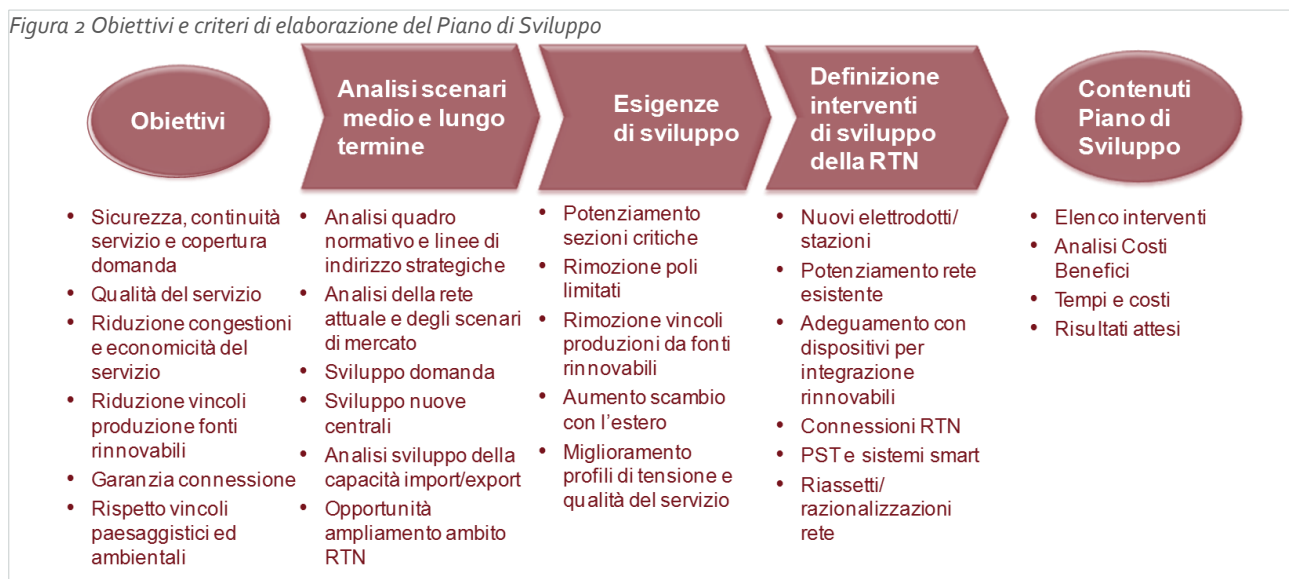 Figura 2 Obiettivi e criteri di elaborazione del Piano di Sviluppo
Obiettivi
• Sicurezza, continuità
servizio e copertura
domanda
• Qualità del servizio
• Riduzione congestioni
e economicità del
servizio
• Riduzione vincoli
produzione fonti
rinnovabili
• Garanzia connessione
• Rispetto vincoli
paesaggistici ed
ambientali
Analisi scenari
medio e lungo
termine
• Analisi quadro
normativo e linee di
indirizzo strategiche
• Analisi della rete
attuale e degli scenari
di mercato
• Sviluppo domanda
• Sviluppo nuove
centrali
• Analisi sviluppo della
capacità import/export
• Opportunità
ampliamento ambito
RTN
Esigenze
di sviluppo
• Potenziamento
sezioni critiche
• Rimozione poli
limitati
• Rimozione vincoli
produzioni da fonti
rinnovabili
• Aumento scambio
con l'estero
• Miglioramento
profili di tensione e
qualità del servizio
Definizione
interventi
di sviluppo
della RTN
• Nuovi elettrodotti/
stazioni
• Potenziamento rete
esistente
• Adeguamento con
dispositivi per
integrazione
rinnovabili
• Connessioni RTN
• PST e sistemi smart
• Riassetti/
razionalizzazioni
rete
Contenuti
Piano di
Sviluppo
• Elenco interventi
• Analisi Costi
Benefici
• Tempi e costi
• Risultati attesi